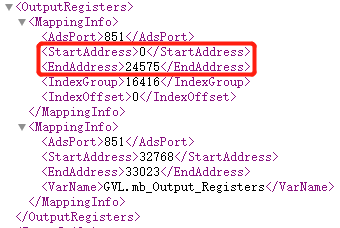 <OutputRegisters>
<MappingInfo>
<AdsPort>851</AdsPort>
<StartAddress>0</StartAddress>
<EndAddress>24575</EndAddress>
<IndexGroup>16416</IndexGroup>
<IndexOffset>0</IndexOffset>
</MappingInfo>
<MappingInfo>
<AdsPort>851</AdsPort>
<StartAddress>32768</StartAddress>
<EndAddress>33023</EndAddress>
<VarName>GVL.mb_Output_Registers</VarName>
</MappingInfo>
</OutputRegisters>